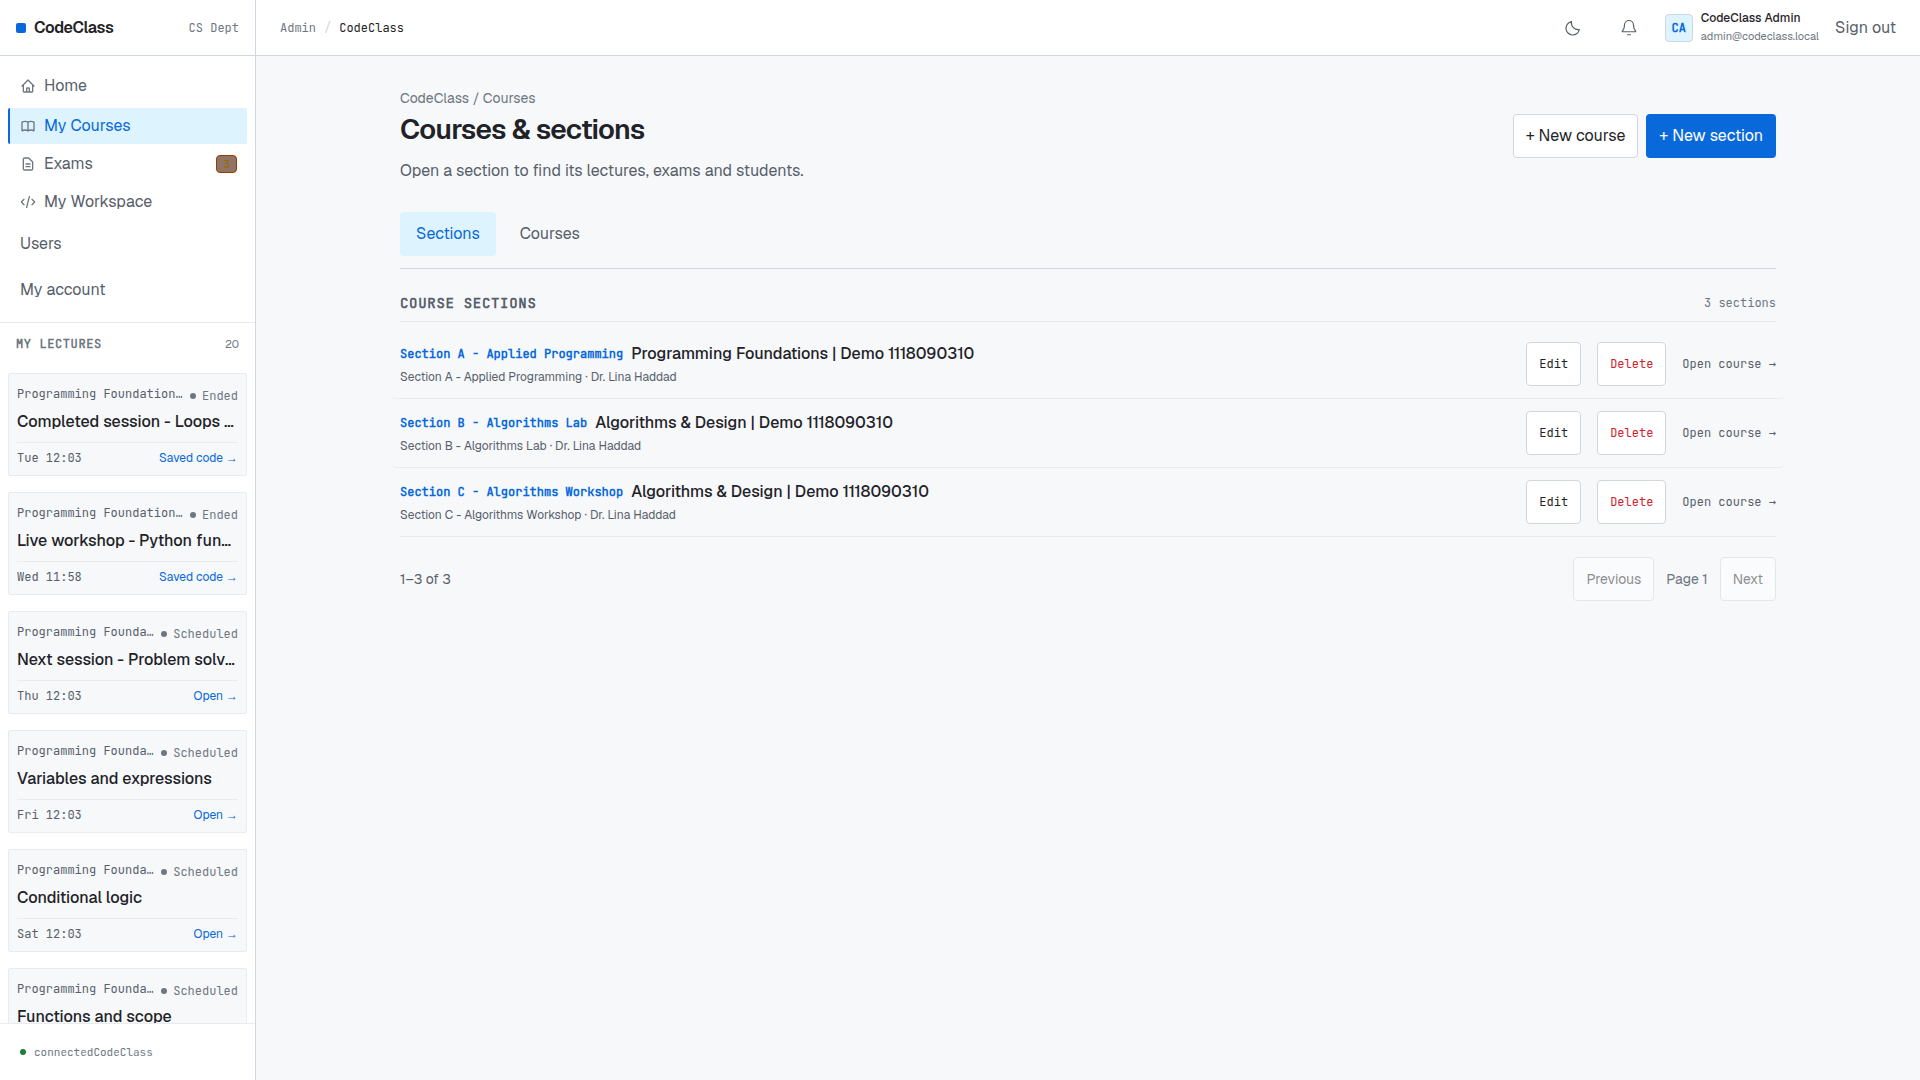 CodeClass
CS Dept
Admin / CodeClass
CA
CodeClass Admin
admin@codeclass.local
Sign out
Home
My Courses
Exams
My Workspace
Users
My account
MY LECTURES 20
Programming Foundation… Ended
Completed session - Loops …
Tue 12:03 Saved code →
Programming Foundation… Ended
Live workshop - Python fun…
Wed 11:58 Saved code →
Programming Founda… Scheduled
Next session - Problem solv…
Thu 12:03 Open →
Programming Founda… Scheduled
Variables and expressions
Fri 12:03 Open →
Programming Founda… Scheduled
Conditional logic
Sat 12:03 Open →
Programming Founda… Scheduled
Functions and scope
connectedCodeClass
CodeClass / Courses
Courses & sections
Open a section to find its lectures, exams and students.
+ New course
+ New section
Sections
Courses
COURSE SECTIONS
3 sections
Section A - Applied Programming Programming Foundations | Demo 1118090310
Section A - Applied Programming · Dr. Lina Haddad
Edit Delete Open course →
Section B - Algorithms Lab Algorithms & Design | Demo 1118090310
Section B - Algorithms Lab · Dr. Lina Haddad
Edit Delete Open course →
Section C - Algorithms Workshop Algorithms & Design | Demo 1118090310
Section C - Algorithms Workshop · Dr. Lina Haddad
Edit Delete Open course →
1–3 of 3
Previous Page 1 Next